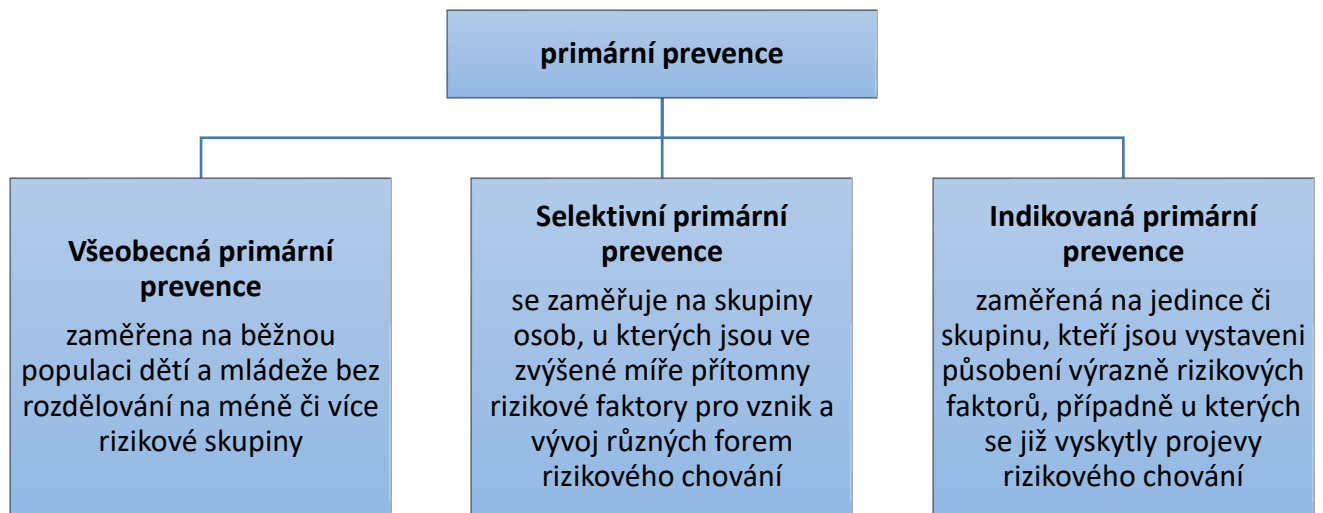 primární prevence
Všeobecná primární
prevence
zaměřena na běžnou
populaci dětí a mládeže bez
rozdělování na méně či více
rizikové skupiny
Selektivní primární
prevence
se zaměřuje na skupiny
osob, u kterých jsou ve
zvýšené míře přítomny
rizikové faktory pro vznik a
vývoj různých forem
rizikového chování
Indikovaná primární
prevence
zaměřená na jedince či
skupinu, kteří jsou vystaveni
působení výrazně rizikových
faktorů, případně u kterých
se již vyskytly projevy
rizikového chování